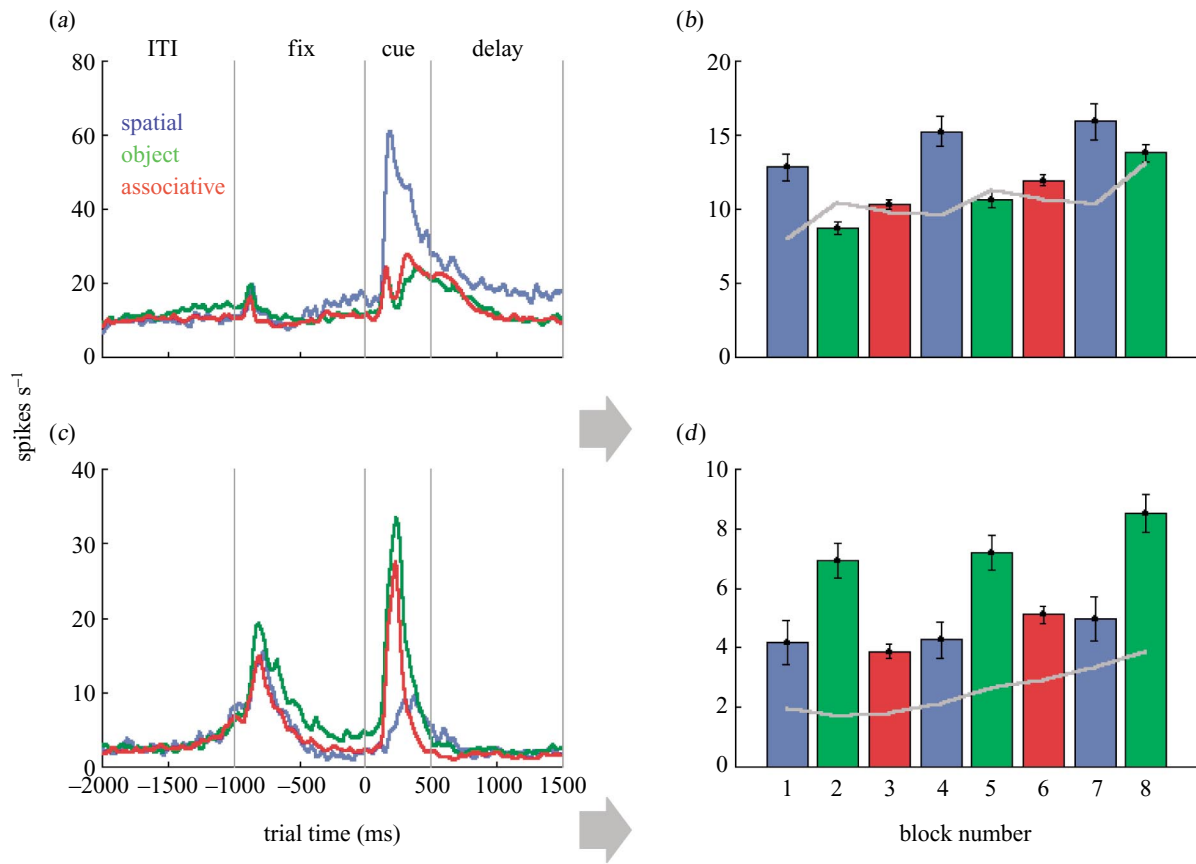 (a)
ITI fix cue delay
80
60
40
20
0
spatial
object
associative
(b)
20
15
10
5
0
spikes s–1
(c)
40
30
20
10
0
–2000 –1500 –1000 –500 0 500 1000 1500
trial time (ms)
(d)
10
8
6
4
2
0
1 2 3 4 5 6 7 8
block number